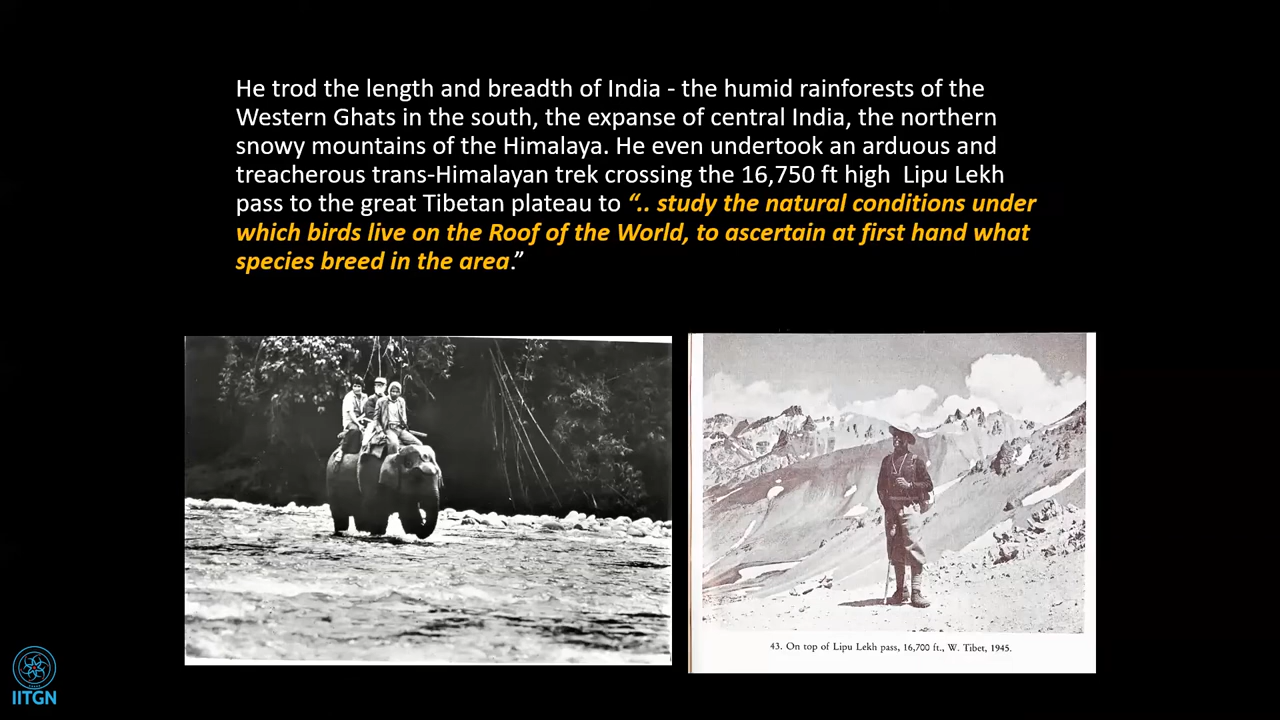 He trod the length and breadth of India - the humid rainforests of the
Western Ghats in the south, the expanse of central India, the northern
snowy mountains of the Himalaya. He even undertook an arduous and
treacherous trans-Himalayan trek crossing the 16,750 ft high  Lipu Lekh
pass to the great Tibetan plateau to “.. study the natural conditions under
which birds live on the Roof of the World, to ascertain at first hand what
species breed in the area.”
43. On top of Lipu Lekh pass, 16,700 ft., W. Tibet, 1945.
IITGN